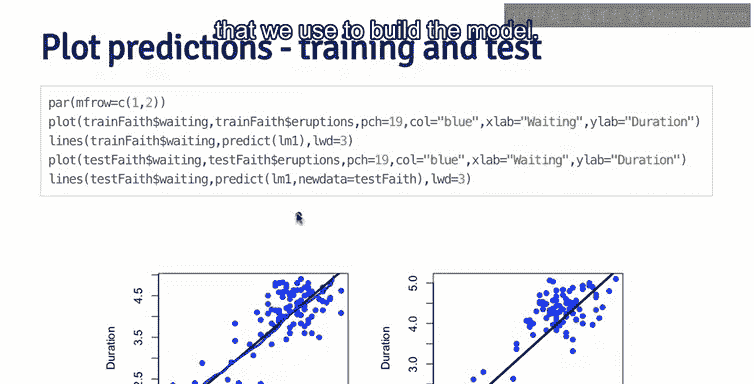 that we use to build the model.
Plot predictions - training and test
par(mfrow=c(1,2))
plot(trainFaith$waiting,trainFaith$eruptions,pch=19,col="blue",xlab="Waiting",ylab="Duration")
lines(trainFaith$waiting,predict(lm1),lwd=3)
plot(testFaith$waiting,testFaith$eruptions,pch=19,col="blue",xlab="Waiting",ylab="Duration")
lines(testFaith$waiting,predict(lm1,newdata=testFaith),lwd=3)
Duration
4.5
3.5
2.5
Duration
5.0
4.0
3.0